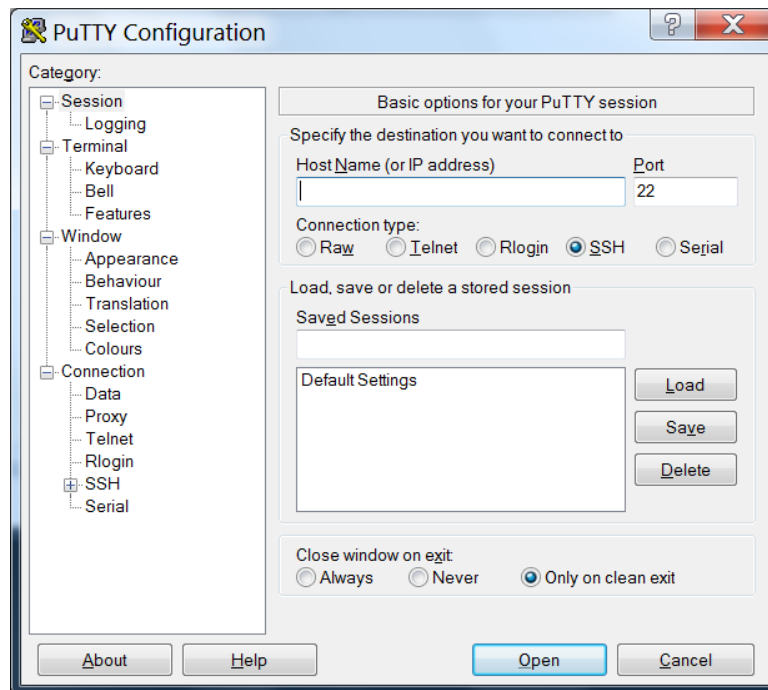 PuTTY Configuration
Category:
Session
Logging
Terminal
Keyboard
Bell
Features
Window
Appearance
Behaviour
Translation
Selection
Colours
Connection
Data
Proxy
Telnet
Rlogin
SSH
Serial
Basic options for your PuTTY session
Specify the destination you want to connect to
Host Name (or IP address) Port
22
Connection type:
Raw Telnet Rlogin SSH Serial
Load, save or delete a stored session
Saved Sessions
Default Settings
Load
Save
Delete
Close window on exit:
Always Never Only on clean exit
About Help Open Cancel